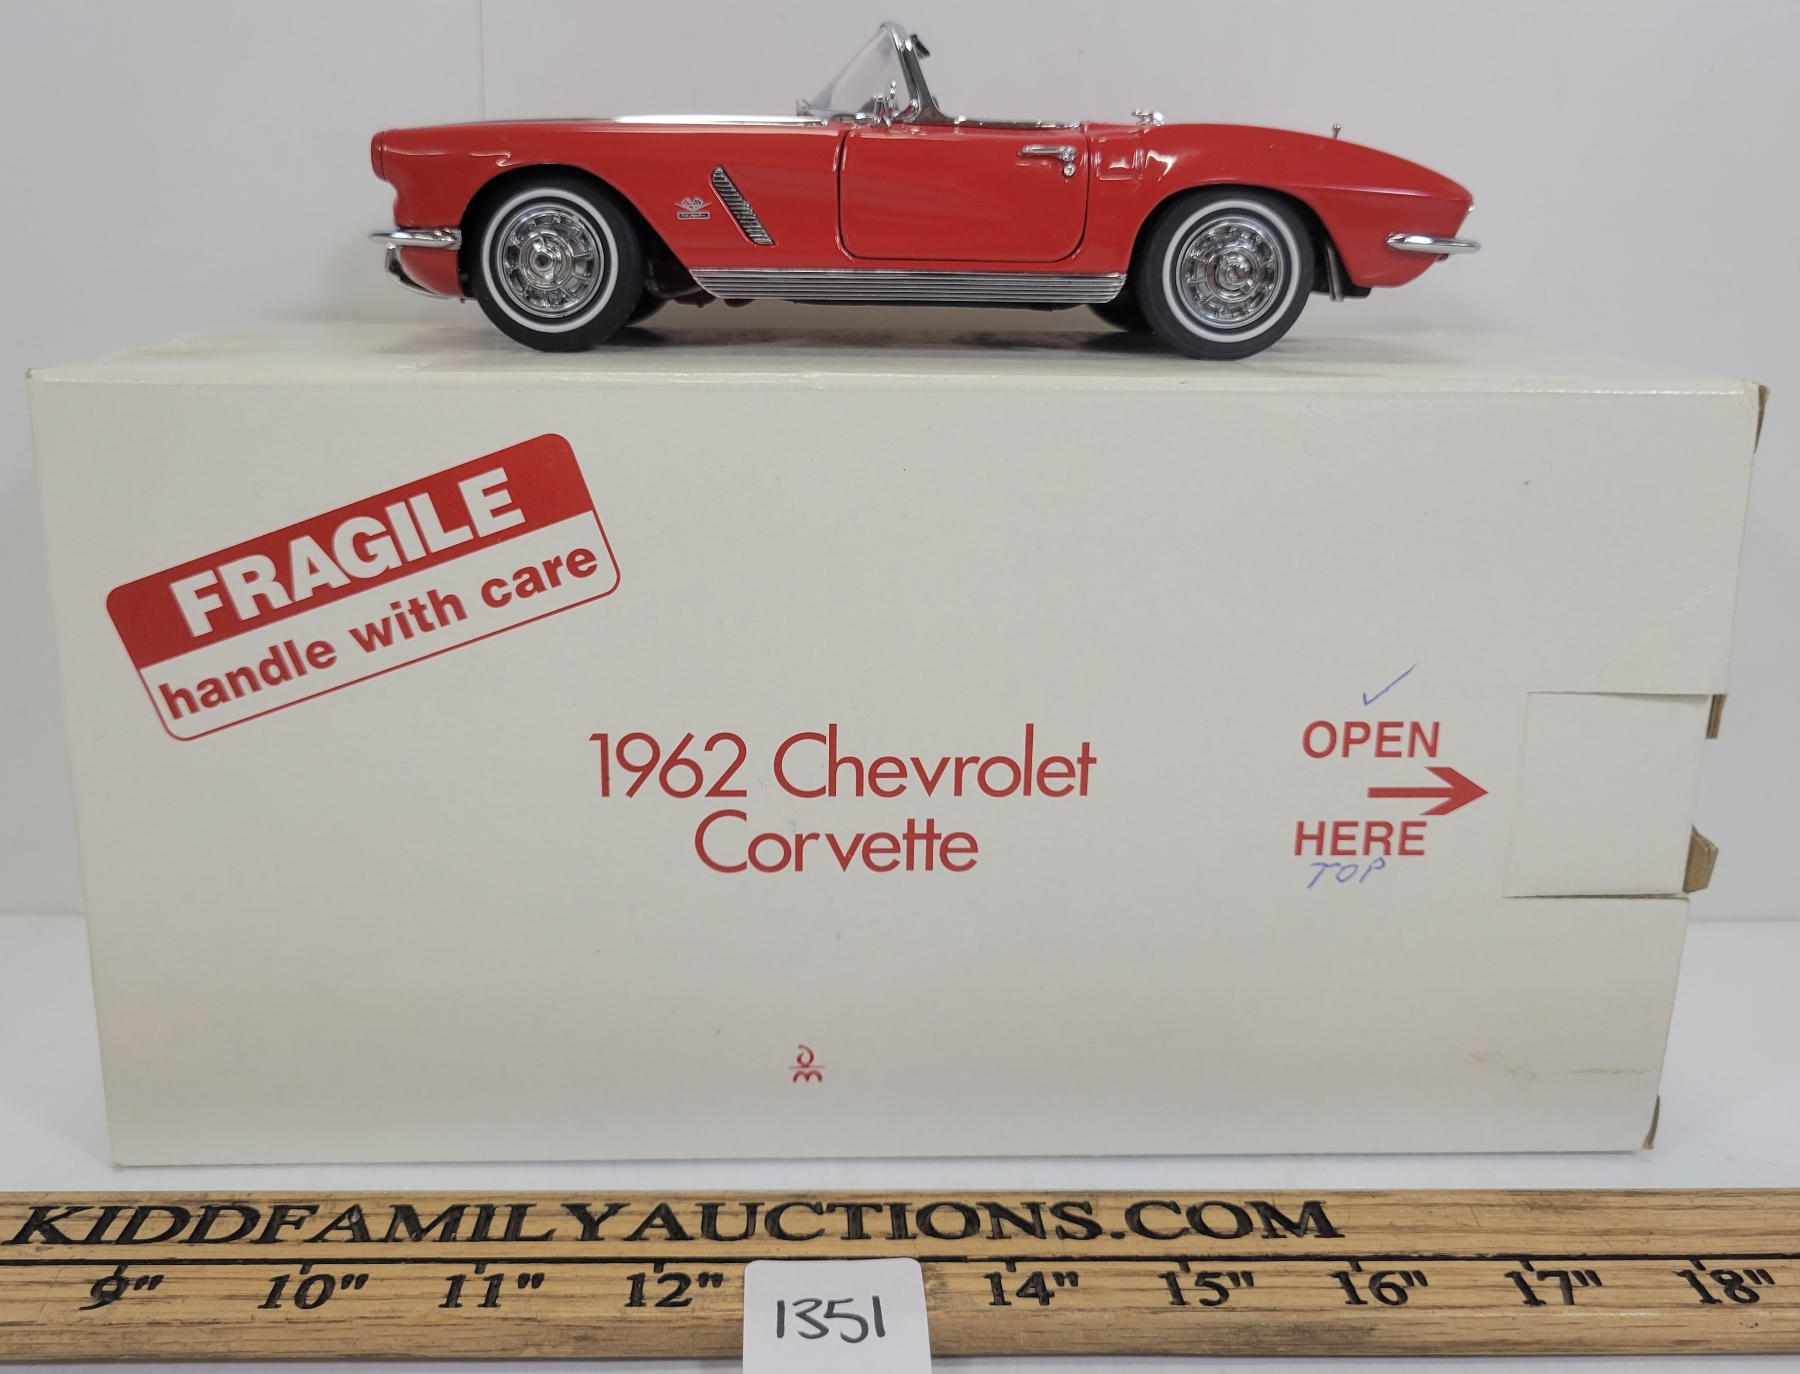 FRAGILE
handle with care
1962 Chevrolet
Corvette
OPEN
HERE
TOP
KIDDFAMILYAUCTIONS.COM
9" 10" 11" 12" 14" 15" 16" 17" 18"
1351